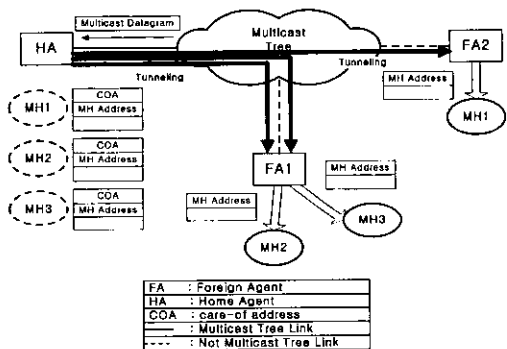 Multicast Datagram
Multicast
Tree
HA
FA2
Tunneling
Tunneling
MH Address
MH1
MH1
COA
MH Address
MH2
COA
MH Address
MH3
COA
MH Address
FA1
MH Address
MH Address
MH2
MH3
FA : Foreign Agent
HA : Home Agent
COA : care-of address
: Multicast Tree Link
: Not Multicast Tree Link